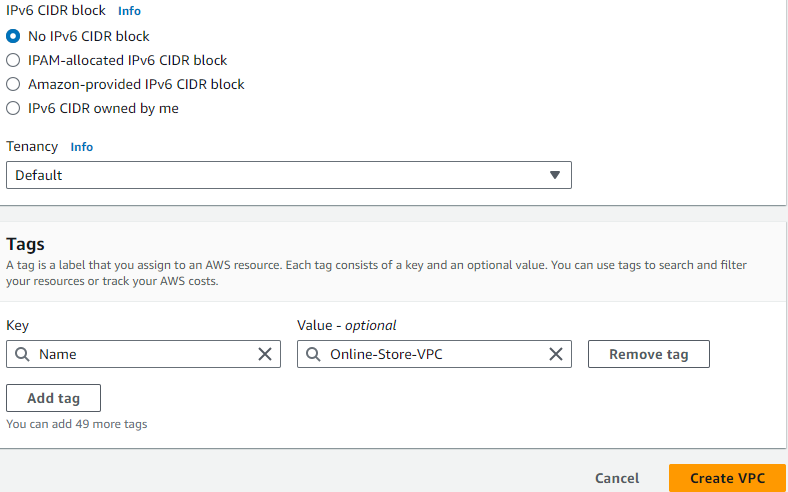 IPv6 CIDR block Info
No IPv6 CIDR block
IPAM-allocated IPv6 CIDR block
Amazon-provided IPv6 CIDR block
IPv6 CIDR owned by me
Tenancy Info
Default
Tags
A tag is a label that you assign to an AWS resource. Each tag consists of a key and an optional value. You can use tags to search and filter
your resources or track your AWS costs.
Key Value - optional
Name Online-Store-VPC Remove tag
Add tag
You can add 49 more tags
Cancel Create VPC